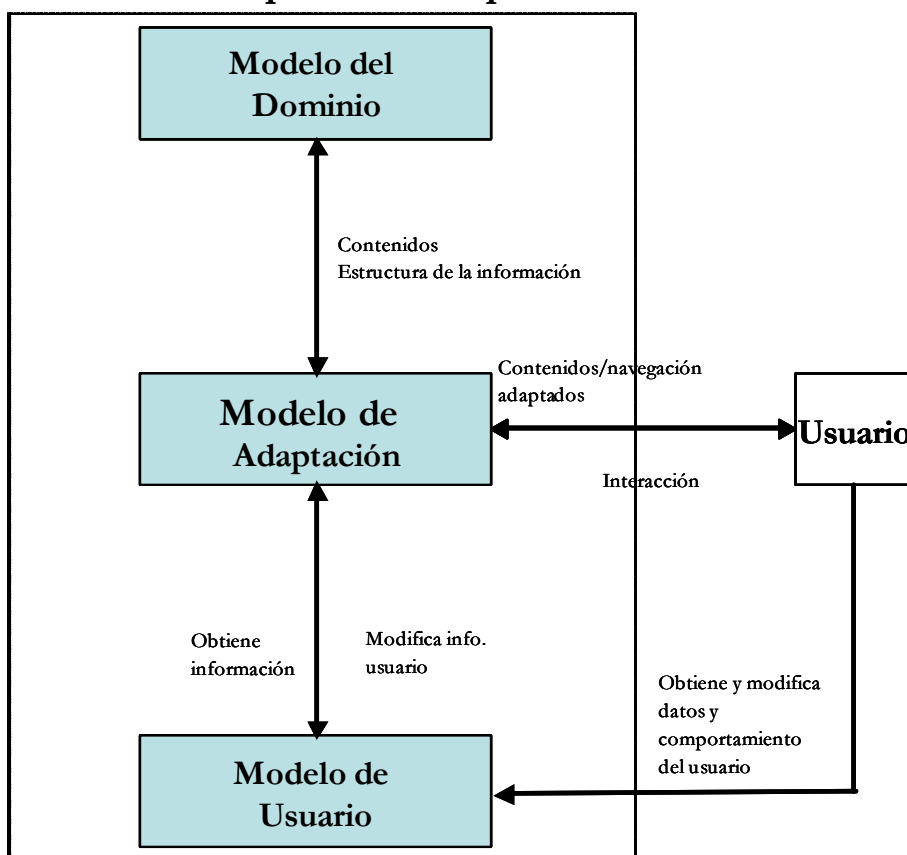 Modelo del
Dominio
Contenidos
Estructura de la información
Contenidos/navegación
adaptados
Modelo de
Adaptación
Usuario
Interacción
Obtiene
información
Modifica info.
usuario
Obtiene y modifica
datos y
comportamiento
del usuario
Modelo de
Usuario